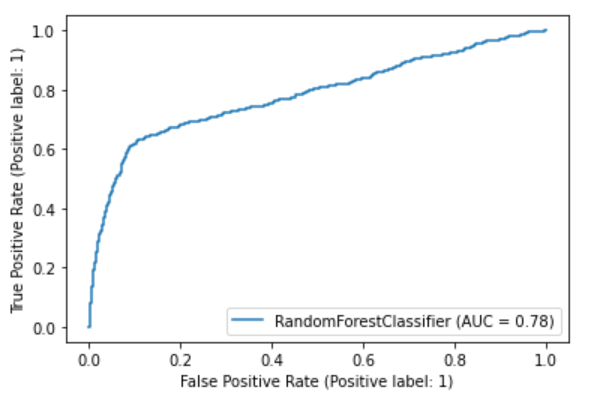 True Positive Rate (Positive label: 1)
1.0
0.8
0.6
0.4
0.2
0.0
RandomForestClassifier (AUC = 0.78)
0.0 0.2 0.4 0.6 0.8 1.0
False Positive Rate (Positive label: 1)